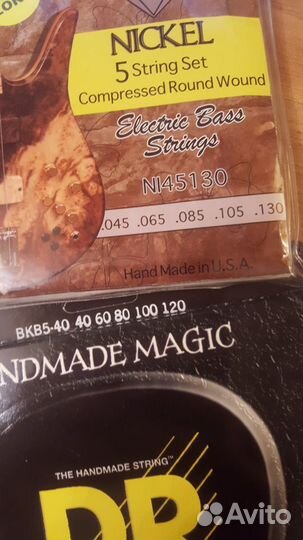 NICKEL
5 String Set
Compressed Round Wound
Electric Bass
Strings
NI45130
.045 .065 .085 .105 .130
Hand Made in U.S.A.
BKB5-40 40 60 80 100 120
NDMADE MAGIC
THE HANDMADE STRING™
DR
Avito